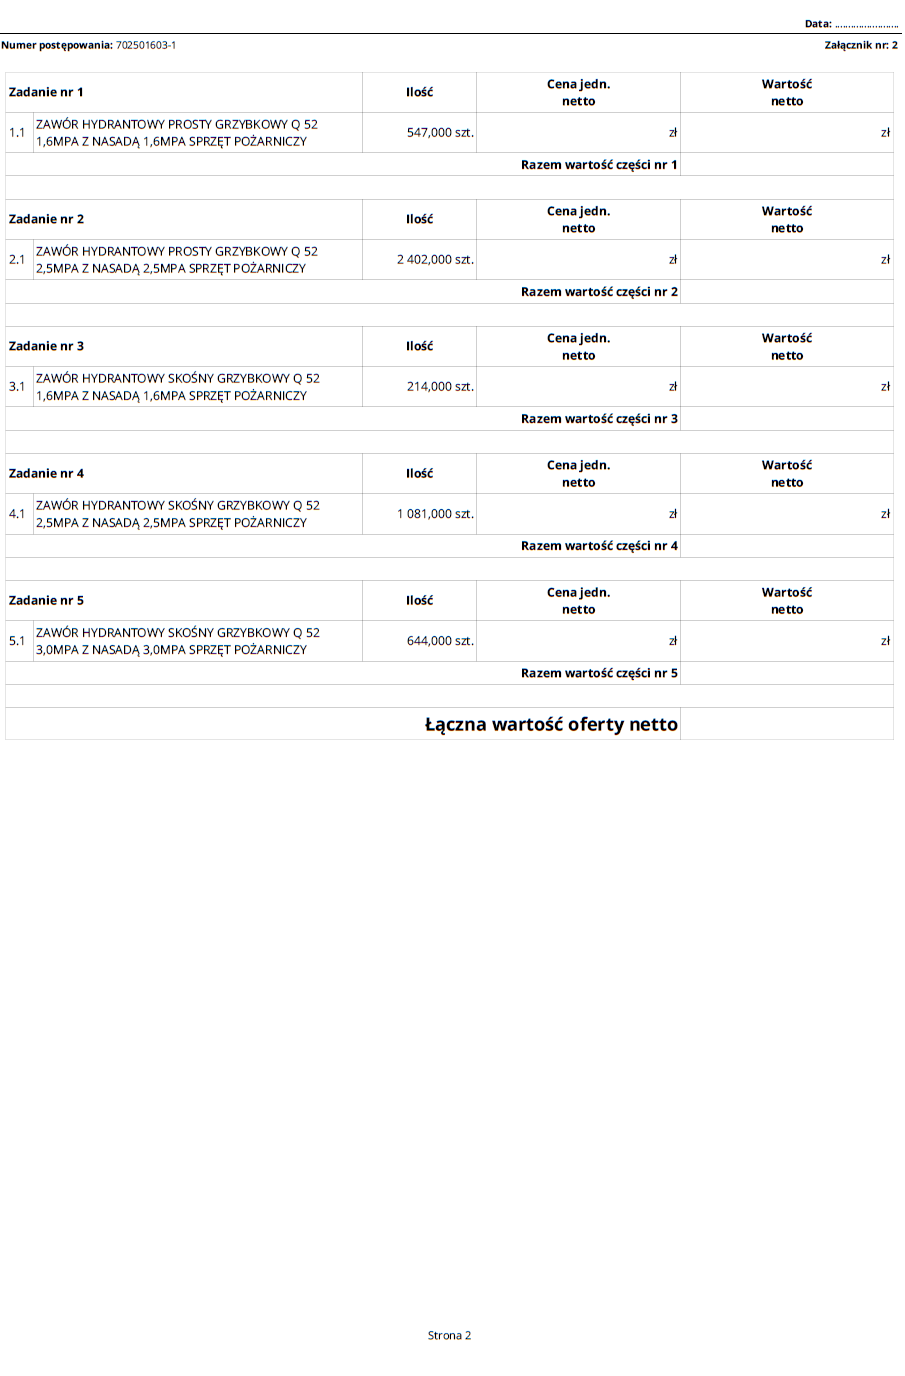 Data: ........................
Numer postępowania: 702501603-1 Załącznik nr: 2
Zadanie nr 1 Ilość Cena jedn. netto Wartość netto
1.1 ZAWÓR HYDRANTOWY PROSTY GRZYBKOWY Q 52
1,6MPA Z NASADĄ 1,6MPA SPRZĘT POŻARNICZY 547,000 szt. zł zł
Razem wartość części nr 1
Zadanie nr 2 Ilość Cena jedn. netto Wartość netto
2.1 ZAWÓR HYDRANTOWY PROSTY GRZYBKOWY Q 52
2,5MPA Z NASADĄ 2,5MPA SPRZĘT POŻARNICZY 2 402,000 szt. zł zł
Razem wartość części nr 2
Zadanie nr 3 Ilość Cena jedn. netto Wartość netto
3.1 ZAWÓR HYDRANTOWY SKOŚNY GRZYBKOWY Q 52
1,6MPA Z NASADĄ 1,6MPA SPRZĘT POŻARNICZY 214,000 szt. zł zł
Razem wartość części nr 3
Zadanie nr 4 Ilość Cena jedn. netto Wartość netto
4.1 ZAWÓR HYDRANTOWY SKOŚNY GRZYBKOWY Q 52
2,5MPA Z NASADĄ 2,5MPA SPRZĘT POŻARNICZY 1 081,000 szt. zł zł
Razem wartość części nr 4
Zadanie nr 5 Ilość Cena jedn. netto Wartość netto
5.1 ZAWÓR HYDRANTOWY SKOŚNY GRZYBKOWY Q 52
3,0MPA Z NASADĄ 3,0MPA SPRZĘT POŻARNICZY 644,000 szt. zł zł
Razem wartość części nr 5
Łączna wartość oferty netto
Strona 2